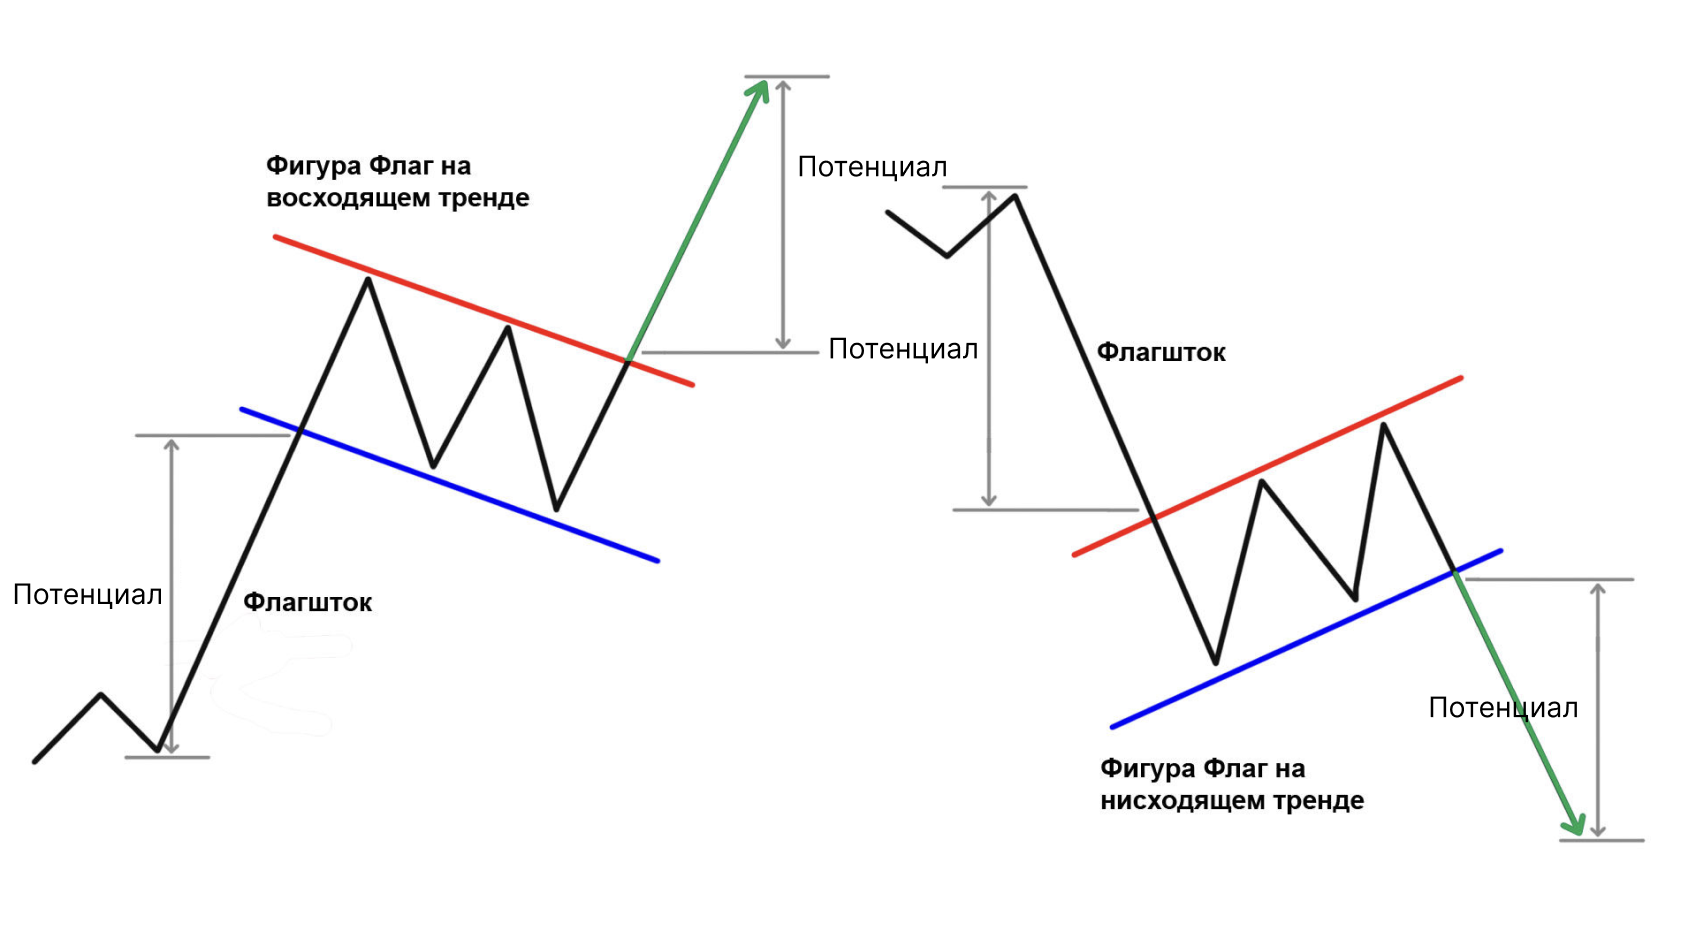 Фигура Флаг на
восходящем тренде
Потенциал
Потенциал
Флагшток
Потенциал
Флагшток
Потенциал
Фигура Флаг на
нисходящем тренде